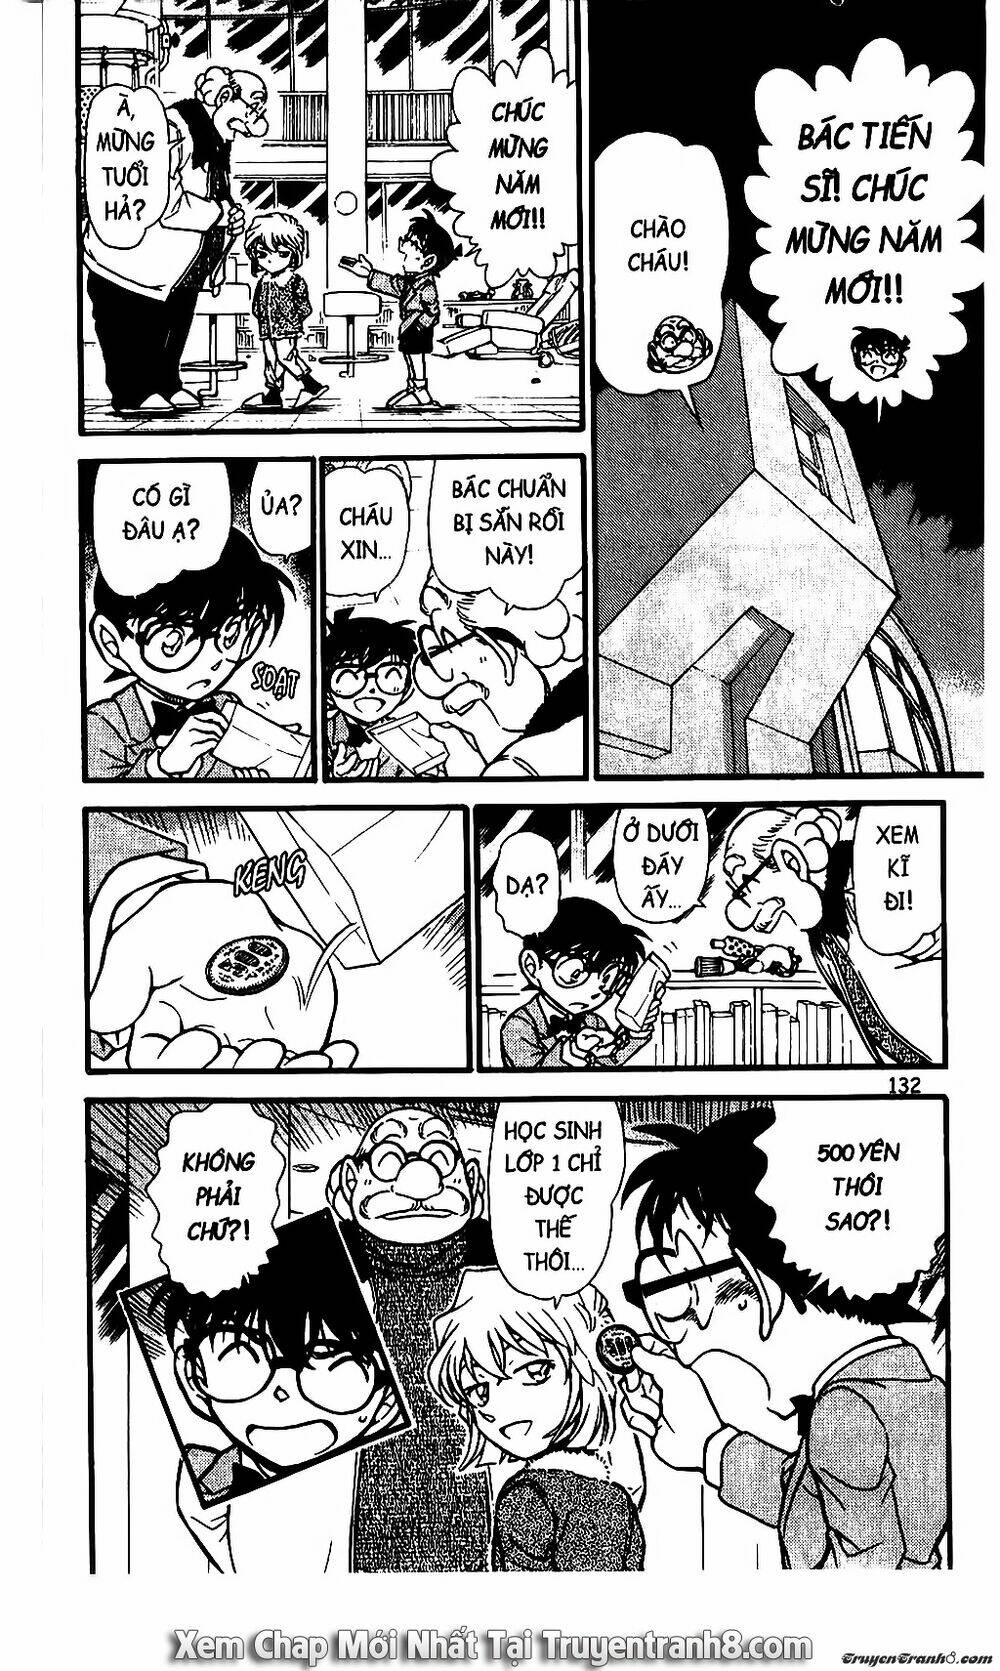 BÁC TIẾN
SĨ! CHÚC
MỪNG NĂM
MỚI!!
CHÀO
CHÁU!
CHÚC
MỪNG
NĂM
MỚI!!
À,
MỪNG
TUỔI
HẢ?
BÁC CHUẨN
BỊ SẴN RỒI
NÀY!
CHÁU
XIN...
ỦA?
CÓ GÌ
ĐÂU Ạ?
SOẠT
XEM
KĨ
ĐI!
Ở DƯỚI
ĐÁY
ẤY...
DẠ?
KENG
132
500 YÊN
THÔI
SAO?!
HỌC SINH
LỚP 1 CHỈ
ĐƯỢC
THẾ
THÔI...
KHÔNG
PHẢI
CHỨ?!
Xem Chap Mới Nhất Tại Truyentranh8.com
TruyenTranh8.com